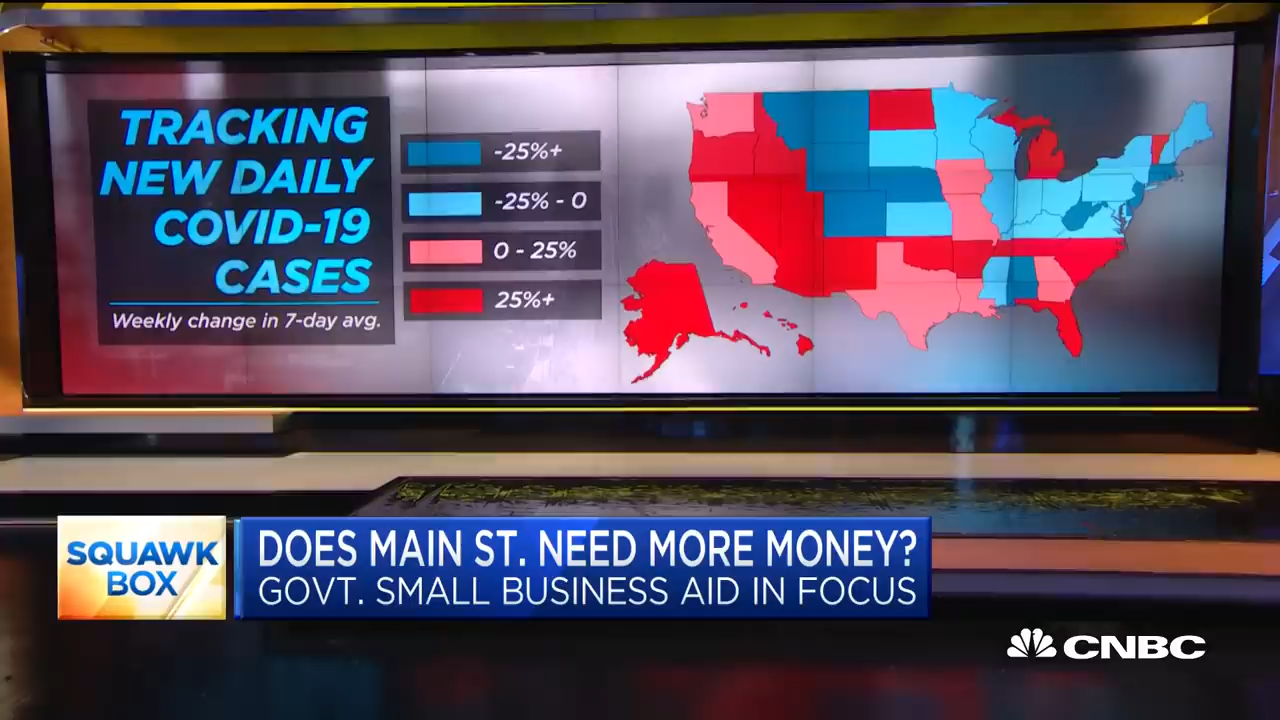 TRACKING
NEW DAILY
COVID-19
CASES
Weekly change in 7-day avg.
-25%+
-25% - 0
0 - 25%
25%+
SQUAWK
BOX
DOES MAIN ST. NEED MORE MONEY?
GOVT. SMALL BUSINESS AID IN FOCUS
CNBC